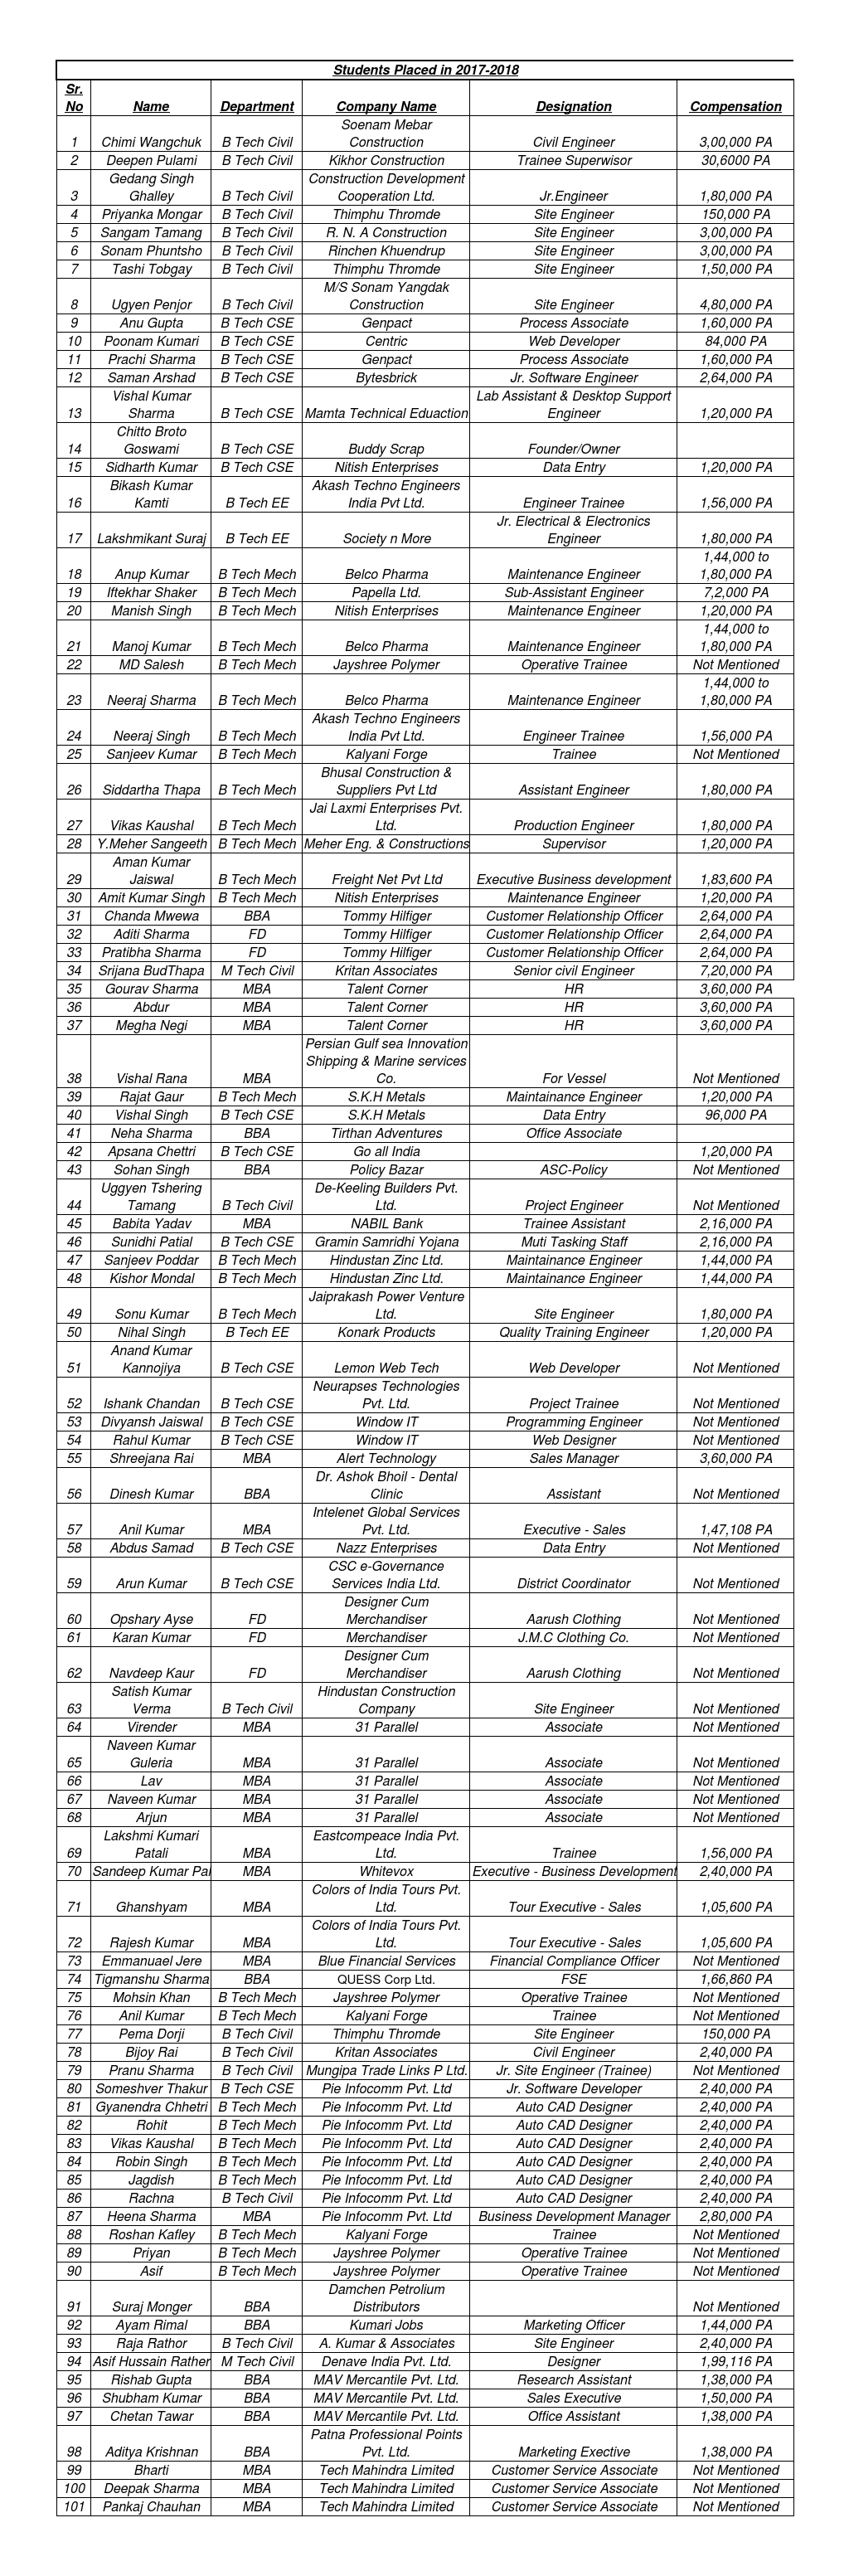 Students Placed in 2017-2018
Sr. No Name Department Company Name Designation Compensation
1 Chimi Wangchuk B Tech Civil Soenam Mebar Construction Civil Engineer 3,00,000 PA
2 Deepen Pulami B Tech Civil Kikhor Construction Trainee Superwisor 30,6000 PA
3 Gedang Singh Ghalley B Tech Civil Construction Development Cooperation Ltd. Jr.Engineer 1,80,000 PA
4 Priyanka Mongar B Tech Civil Thimphu Thromde Site Engineer 150,000 PA
5 Sangam Tamang B Tech Civil R. N. A Construction Site Engineer 3,00,000 PA
6 Sonam Phuntsho B Tech Civil Rinchen Khuendrup Site Engineer 3,00,000 PA
7 Tashi Tobgay B Tech Civil Thimphu Thromde Site Engineer 1,50,000 PA
8 Ugyen Penjor B Tech Civil M/S Sonam Yangdak Construction Site Engineer 4,80,000 PA
9 Anu Gupta B Tech CSE Genpact Process Associate 1,60,000 PA
10 Poonam Kumari B Tech CSE Centric Web Developer 84,000 PA
11 Prachi Sharma B Tech CSE Genpact Process Associate 1,60,000 PA
12 Saman Arshad B Tech CSE Bytesbrick Jr. Software Engineer 2,64,000 PA
13 Vishal Kumar Sharma B Tech CSE Mamta Technical Eduaction Lab Assistant & Desktop Support Engineer 1,20,000 PA
14 Chitto Broto Goswami B Tech CSE Buddy Scrap Founder/Owner
15 Sidharth Kumar B Tech CSE Nitish Enterprises Data Entry 1,20,000 PA
16 Bikash Kumar Kamti B Tech EE Akash Techno Engineers India Pvt Ltd. Engineer Trainee 1,56,000 PA
17 Lakshmikant Suraj B Tech EE Society n More Jr. Electrical & Electronics Engineer 1,80,000 PA
18 Anup Kumar B Tech Mech Belco Pharma Maintenance Engineer 1,44,000 to 1,80,000 PA
19 Iftekhar Shaker B Tech Mech Papella Ltd. Sub-Assistant Engineer 7,2,000 PA
20 Manish Singh B Tech Mech Nitish Enterprises Maintenance Engineer 1,20,000 PA
21 Manoj Kumar B Tech Mech Belco Pharma Maintenance Engineer 1,44,000 to 1,80,000 PA
22 MD Salesh B Tech Mech Jayshree Polymer Operative Trainee Not Mentioned
23 Neeraj Sharma B Tech Mech Belco Pharma Maintenance Engineer 1,44,000 to 1,80,000 PA
24 Neeraj Singh B Tech Mech Akash Techno Engineers India Pvt Ltd. Engineer Trainee 1,56,000 PA
25 Sanjeev Kumar B Tech Mech Kalyani Forge Trainee Not Mentioned
26 Siddartha Thapa B Tech Mech Bhusal Construction & Suppliers Pvt Ltd Assistant Engineer 1,80,000 PA
27 Vikas Kaushal B Tech Mech Jai Laxmi Enterprises Pvt. Ltd. Production Engineer 1,80,000 PA
28 Y.Meher Sangeeth B Tech Mech Meher Eng. & Constructions Supervisor 1,20,000 PA
29 Aman Kumar Jaiswal B Tech Mech Freight Net Pvt Ltd Executive Business development 1,83,600 PA
30 Amit Kumar Singh B Tech Mech Nitish Enterprises Maintenance Engineer 1,20,000 PA
31 Chanda Mwewa BBA Tommy Hilfiger Customer Relationship Officer 2,64,000 PA
32 Aditi Sharma FD Tommy Hilfiger Customer Relationship Officer 2,64,000 PA
33 Pratibha Sharma FD Tommy Hilfiger Customer Relationship Officer 2,64,000 PA
34 Srijana BudThapa M Tech Civil Kritan Associates Senior civil Engineer 7,20,000 PA
35 Gourav Sharma MBA Talent Corner HR 3,60,000 PA
36 Abdur MBA Talent Corner HR 3,60,000 PA
37 Megha Negi MBA Talent Corner HR 3,60,000 PA
38 Vishal Rana MBA Persian Gulf sea Innovation Shipping & Marine services Co. For Vessel Not Mentioned
39 Rajat Gaur B Tech Mech S.K.H Metals Maintainance Engineer 1,20,000 PA
40 Vishal Singh B Tech CSE S.K.H Metals Data Entry 96,000 PA
41 Neha Sharma BBA Tirthan Adventures Office Associate
42 Apsana Chettri B Tech CSE Go all India 1,20,000 PA
43 Sohan Singh BBA Policy Bazar ASC-Policy Not Mentioned
44 Uggyen Tshering Tamang B Tech Civil De-Keeling Builders Pvt. Ltd. Project Engineer Not Mentioned
45 Babita Yadav MBA NABIL Bank Trainee Assistant 2,16,000 PA
46 Sunidhi Patial B Tech CSE Gramin Samridhi Yojana Muti Tasking Staff 2,16,000 PA
47 Sanjeev Poddar B Tech Mech Hindustan Zinc Ltd. Maintainance Engineer 1,44,000 PA
48 Kishor Mondal B Tech Mech Hindustan Zinc Ltd. Maintainance Engineer 1,44,000 PA
49 Sonu Kumar B Tech Mech Jaiprakash Power Venture Ltd. Site Engineer 1,80,000 PA
50 Nihal Singh B Tech EE Konark Products Quality Training Engineer 1,20,000 PA
51 Anand Kumar Kannojiya B Tech CSE Lemon Web Tech Web Developer Not Mentioned
52 Ishank Chandan B Tech CSE Neurapses Technologies Pvt. Ltd. Project Trainee Not Mentioned
53 Divyansh Jaiswal B Tech CSE Window IT Programming Engineer Not Mentioned
54 Rahul Kumar B Tech CSE Window IT Web Designer Not Mentioned
55 Shreejana Rai MBA Alert Technology Sales Manager 3,60,000 PA
56 Dinesh Kumar BBA Dr. Ashok Bhoil - Dental Clinic Assistant Not Mentioned
57 Anil Kumar MBA Intelenet Global Services Pvt. Ltd. Executive - Sales 1,47,108 PA
58 Abdus Samad B Tech CSE Nazz Enterprises Data Entry Not Mentioned
59 Arun Kumar B Tech CSE CSC e-Governance Services India Ltd. District Coordinator Not Mentioned
60 Opshary Ayse FD Designer Cum Merchandiser Aarush Clothing Not Mentioned
61 Karan Kumar FD Merchandiser J.M.C Clothing Co. Not Mentioned
62 Navdeep Kaur FD Designer Cum Merchandiser Aarush Clothing Not Mentioned
63 Satish Kumar Verma B Tech Civil Hindustan Construction Company Site Engineer Not Mentioned
64 Virender MBA 31 Parallel Associate Not Mentioned
65 Naveen Kumar Guleria MBA 31 Parallel Associate Not Mentioned
66 Lav MBA 31 Parallel Associate Not Mentioned
67 Naveen Kumar MBA 31 Parallel Associate Not Mentioned
68 Arjun MBA 31 Parallel Associate Not Mentioned
69 Lakshmi Kumari Patali MBA Eastcompeace India Pvt. Ltd. Trainee 1,56,000 PA
70 Sandeep Kumar Pal MBA Whitevox Executive - Business Development 2,40,000 PA
71 Ghanshyam MBA Colors of India Tours Pvt. Ltd. Tour Executive - Sales 1,05,600 PA
72 Rajesh Kumar MBA Colors of India Tours Pvt. Ltd. Tour Executive - Sales 1,05,600 PA
73 Emmanuael Jere MBA Blue Financial Services Financial Compliance Officer Not Mentioned
74 Tigmanshu Sharma BBA QUESS Corp Ltd. FSE 1,66,860 PA
75 Mohsin Khan B Tech Mech Jayshree Polymer Operative Trainee Not Mentioned
76 Anil Kumar B Tech Mech Kalyani Forge Trainee Not Mentioned
77 Pema Dorji B Tech Civil Thimphu Thromde Site Engineer 150,000 PA
78 Bijoy Rai B Tech Civil Kritan Associates Civil Engineer 2,40,000 PA
79 Pranu Sharma B Tech Civil Mungipa Trade Links P Ltd. Jr. Site Engineer (Trainee) Not Mentioned
80 Someshver Thakur B Tech CSE Pie Infocomm Pvt. Ltd Jr. Software Developer 2,40,000 PA
81 Gyanendra Chhetri B Tech Mech Pie Infocomm Pvt. Ltd Auto CAD Designer 2,40,000 PA
82 Rohit B Tech Mech Pie Infocomm Pvt. Ltd Auto CAD Designer 2,40,000 PA
83 Vikas Kaushal B Tech Mech Pie Infocomm Pvt. Ltd Auto CAD Designer 2,40,000 PA
84 Robin Singh B Tech Mech Pie Infocomm Pvt. Ltd Auto CAD Designer 2,40,000 PA
85 Jagdish B Tech Mech Pie Infocomm Pvt. Ltd Auto CAD Designer 2,40,000 PA
86 Rachna B Tech Civil Pie Infocomm Pvt. Ltd Auto CAD Designer 2,40,000 PA
87 Heena Sharma MBA Pie Infocomm Pvt. Ltd Business Development Manager 2,80,000 PA
88 Roshan Kafley B Tech Mech Kalyani Forge Trainee Not Mentioned
89 Priyan B Tech Mech Jayshree Polymer Operative Trainee Not Mentioned
90 Asif B Tech Mech Jayshree Polymer Operative Trainee Not Mentioned
91 Suraj Monger BBA Damchen Petrolium Distributors Not Mentioned
92 Ayam Rimal BBA Kumari Jobs Marketing Officer 1,44,000 PA
93 Raja Rathor B Tech Civil A. Kumar & Associates Site Engineer 2,40,000 PA
94 Asif Hussain Rather M Tech Civil Denave India Pvt. Ltd. Designer 1,99,116 PA
95 Rishab Gupta BBA MAV Mercantile Pvt. Ltd. Research Assistant 1,38,000 PA
96 Shubham Kumar BBA MAV Mercantile Pvt. Ltd. Sales Executive 1,50,000 PA
97 Chetan Tawar BBA MAV Mercantile Pvt. Ltd. Office Assistant 1,38,000 PA
98 Aditya Krishnan BBA Patna Professional Points Pvt. Ltd. Marketing Exective 1,38,000 PA
99 Bharti MBA Tech Mahindra Limited Customer Service Associate Not Mentioned
100 Deepak Sharma MBA Tech Mahindra Limited Customer Service Associate Not Mentioned
101 Pankaj Chauhan MBA Tech Mahindra Limited Customer Service Associate Not Mentioned